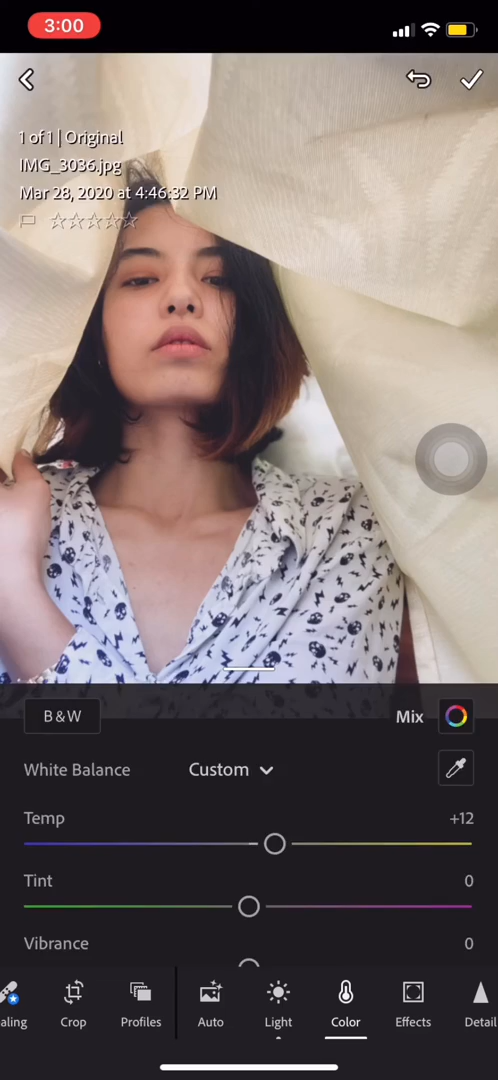 3:00
1 of 1 | Original
IMG_3036.jpg
Mar 28, 2020 at 4:46:32 PM
B&W
Mix
White Balance
Custom
Temp
+12
Tint
0
Vibrance
0
aling
Crop
Profiles
Auto
Light
Color
Effects
Detail